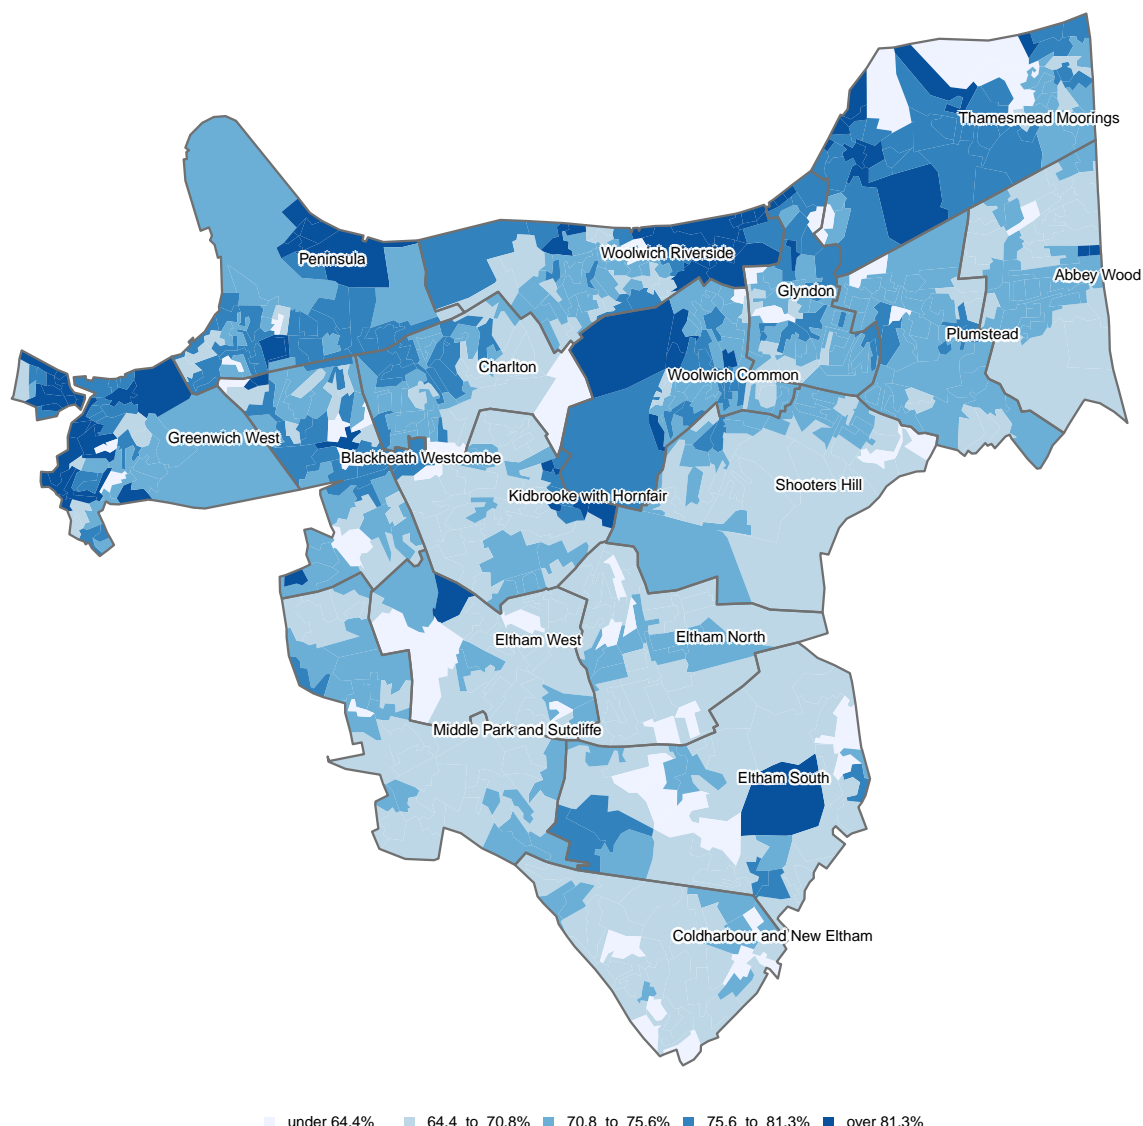 Thamesmead Moorings
Peninsula
Woolwich Riverside
Abbey Wood
Glyndon
Plumstead
Charlton
Woolwich Common
Greenwich West
Blackheath Westcombe
Shooters Hill
Kidbrooke with Hornfair
Eltham West
Eltham North
Middle Park and Sutcliffe
Eltham South
Coldharbour and New Eltham
under 64.4% 64.4 to 70.8% 70.8 to 75.6% 75.6 to 81.3% over 81.3%